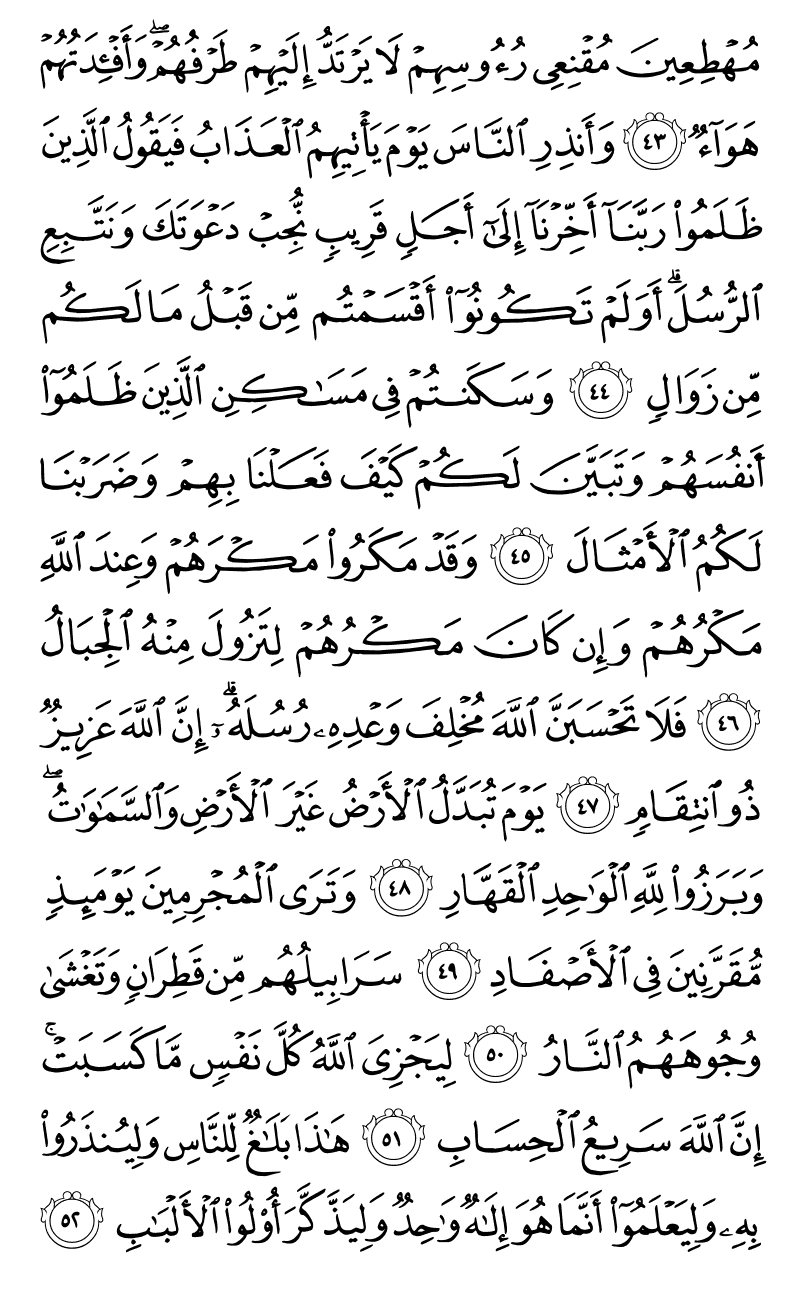 مُهۡطِعِينَ مُقۡنِعِي رُءُوسِهِمۡ لَا يَرۡتَدُّ إِلَيۡهِمۡ طَرۡفُهُمۡۖ وَأَفۡـِٔدَتُهُمۡ
هَوَآءٞ ٤٣ وَأَنذِرِ ٱلنَّاسَ يَوۡمَ يَأۡتِيهِمُ ٱلۡعَذَابُ فَيَقُولُ ٱلَّذِينَ
ظَلَمُواْ رَبَّنَآ أَخِّرۡنَآ إِلَىٰٓ أَجَلٖ قَرِيبٖ نُّجِبۡ دَعۡوَتَكَ وَنَتَّبِعِ
ٱلرُّسُلَۗ أَوَلَمۡ تَكُونُوٓاْ أَقۡسَمۡتُم مِّن قَبۡلُ مَا لَكُم
مِّن زَوَالٖ ٤٤ وَسَكَنتُمۡ فِي مَسَٰكِنِ ٱلَّذِينَ ظَلَمُوٓاْ
أَنفُسَهُمۡ وَتَبَيَّنَ لَكُمۡ كَيۡفَ فَعَلۡنَا بِهِمۡ وَضَرَبۡنَا
لَكُمُ ٱلۡأَمۡثَالَ ٤٥ وَقَدۡ مَكَرُواْ مَكۡرَهُمۡ وَعِندَ ٱللَّهِ
مَكۡرُهُمۡ وَإِن كَانَ مَكۡرُهُمۡ لِتَزُولَ مِنۡهُ ٱلۡجِبَالُ
٤٦ فَلَا تَحۡسَبَنَّ ٱللَّهَ مُخۡلِفَ وَعۡدِهِۦ رُسُلَهُۥٓۚ إِنَّ ٱللَّهَ عَزِيزٞ
ذُو ٱنتِقَامٖ ٤٧ يَوۡمَ تُبَدَّلُ ٱلۡأَرۡضُ غَيۡرَ ٱلۡأَرۡضِ وَٱلسَّمَٰوَٰتُۖ
وَبَرَزُواْ لِلَّهِ ٱلۡوَٰحِدِ ٱلۡقَهَّارِ ٤٨ وَتَرَى ٱلۡمُجۡرِمِينَ يَوۡمَئِذٖ
مُّقَرَّنِينَ فِي ٱلۡأَصۡفَادِ ٤٩ سَرَابِيلُهُم مِّن قَطِرَانٖ وَتَغۡشَىٰ
وُجُوهَهُمُ ٱلنَّارُ ٥٠ لِيَجۡزِيَ ٱللَّهُ كُلَّ نَفۡسٖ مَّا كَسَبَتۡۚ
إِنَّ ٱللَّهَ سَرِيعُ ٱلۡحِسَابِ ٥١ هَٰذَا بَلَٰغٞ لِّلنَّاسِ وَلِيُنذَرُواْ
بِهِۦ وَلِيَعۡلَمُوٓاْ أَنَّمَا هُوَ إِلَٰهٞ وَٰحِدٞ وَلِيَذَّكَّرَ أُوْلُواْ ٱلۡأَلۡبَٰبِ ٥٢